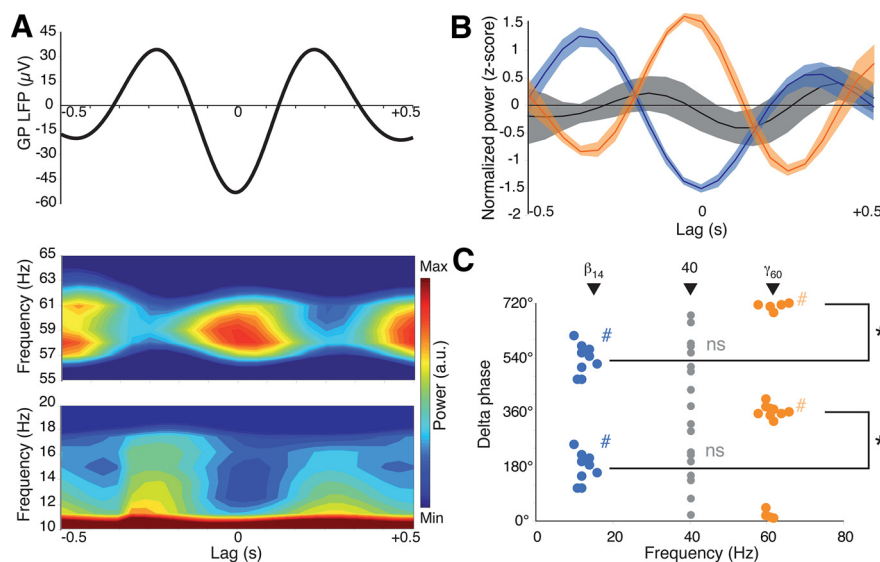 A
GP LFP (µV)
45
30
15
0
-15
-30
-45
-60
0
+0.5
Frequency (Hz)
65
63
61
59
57
55
Frequency (Hz)
20
18
16
14
12
10
-0.5
0
+0.5
Lag (s)
Max
Power (a.u.)
Min
B
Normalized power (z-score)
1.5
1
0.5
0
-0.5
-1
-1.5
-2
-0.5
0
+0.5
Lag (s)
C
β14
40
γ60
Delta phase
720°
540°
360°
180°
0°
#
ns
#
*
#
ns
#
*
0
20
40
60
80
Frequency (Hz)